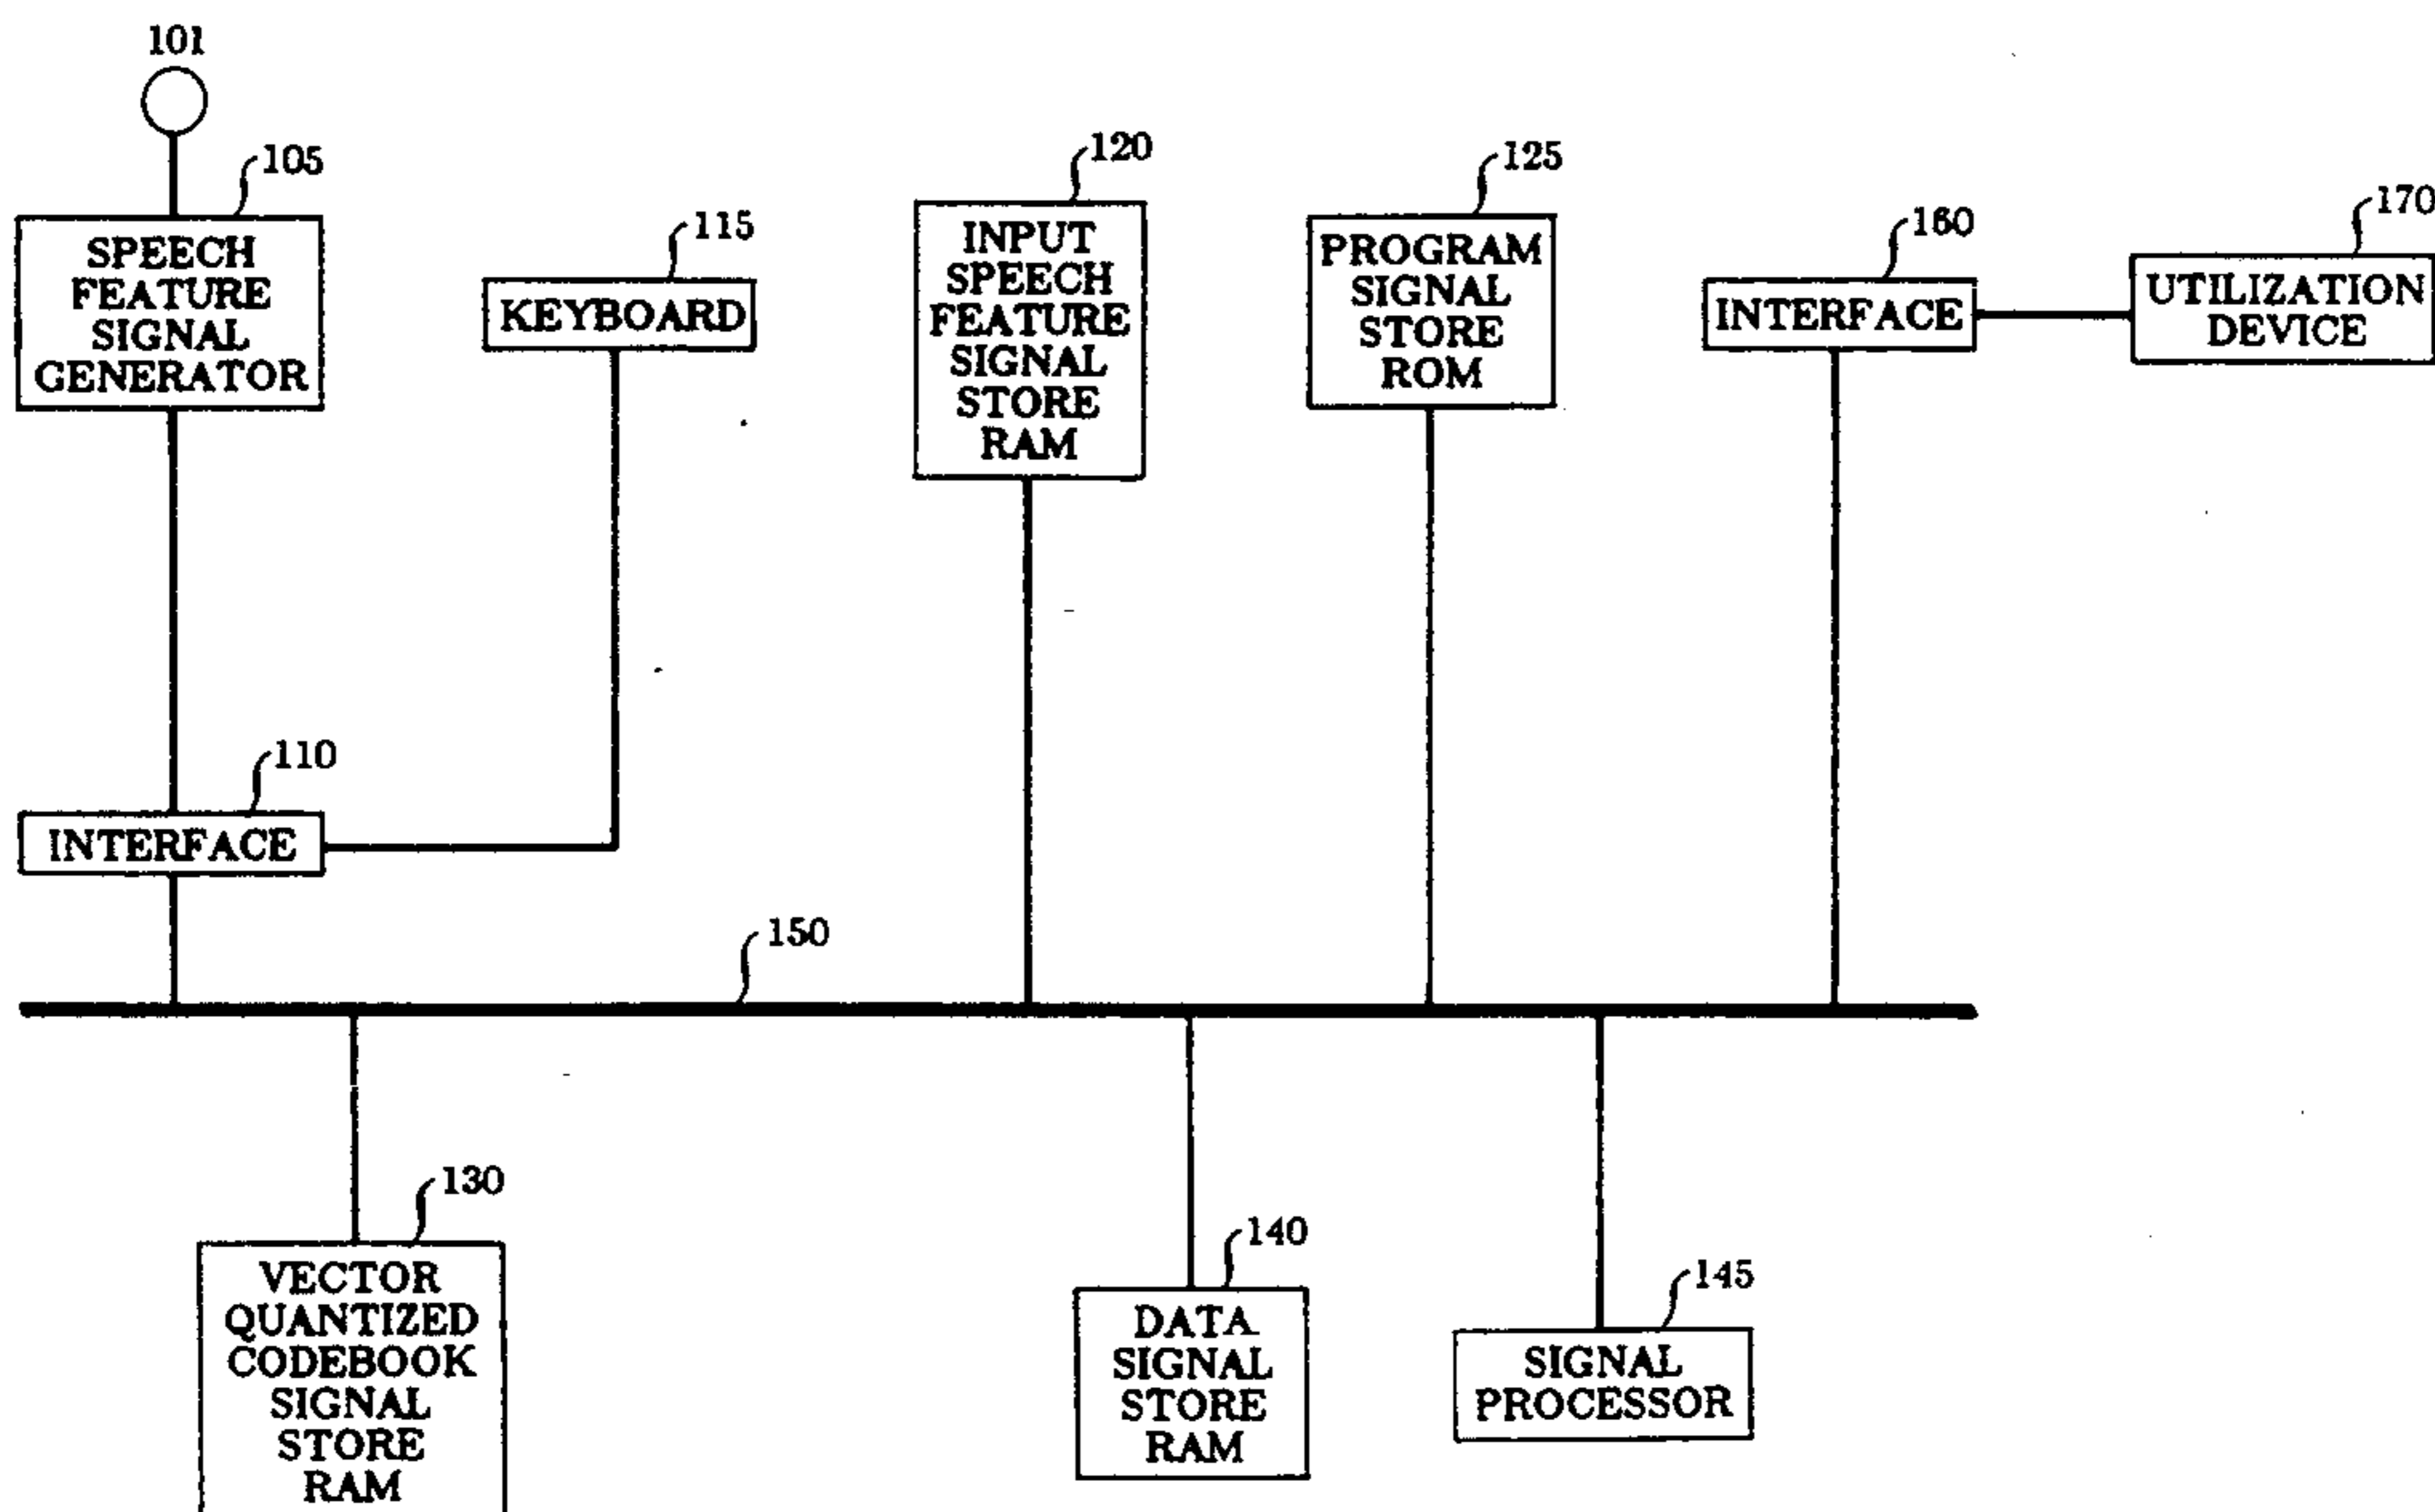 101
105
SPEECH
FEATURE
SIGNAL
GENERATOR
115
KEYBOARD
120
INPUT
SPEECH
FEATURE
SIGNAL
STORE
RAM
125
PROGRAM
SIGNAL
STORE
ROM
160
INTERFACE
170
UTILIZATION
DEVICE
110
INTERFACE
150
130
VECTOR
QUANTIZED
CODEBOOK
SIGNAL
STORE
RAM
140
DATA
SIGNAL
STORE
RAM
145
SIGNAL
PROCESSOR